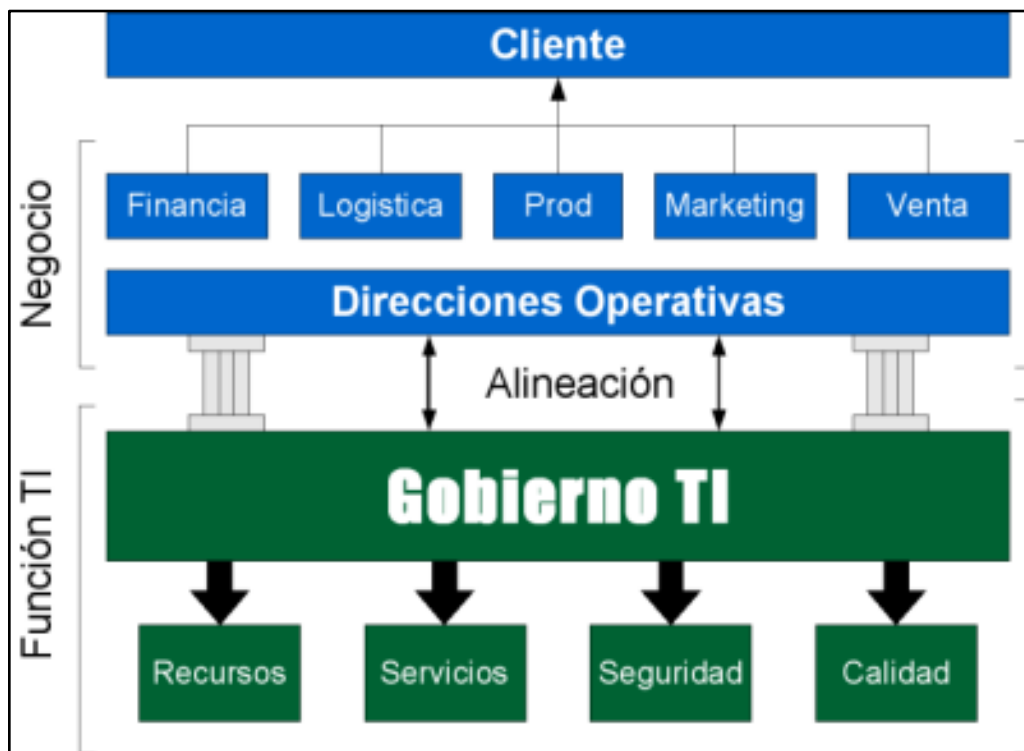 Cliente
Negocio
Financia
Logistica
Prod
Marketing
Venta
Direcciones Operativas
Alineación
Función TI
Gobierno TI
Recursos
Servicios
Seguridad
Calidad